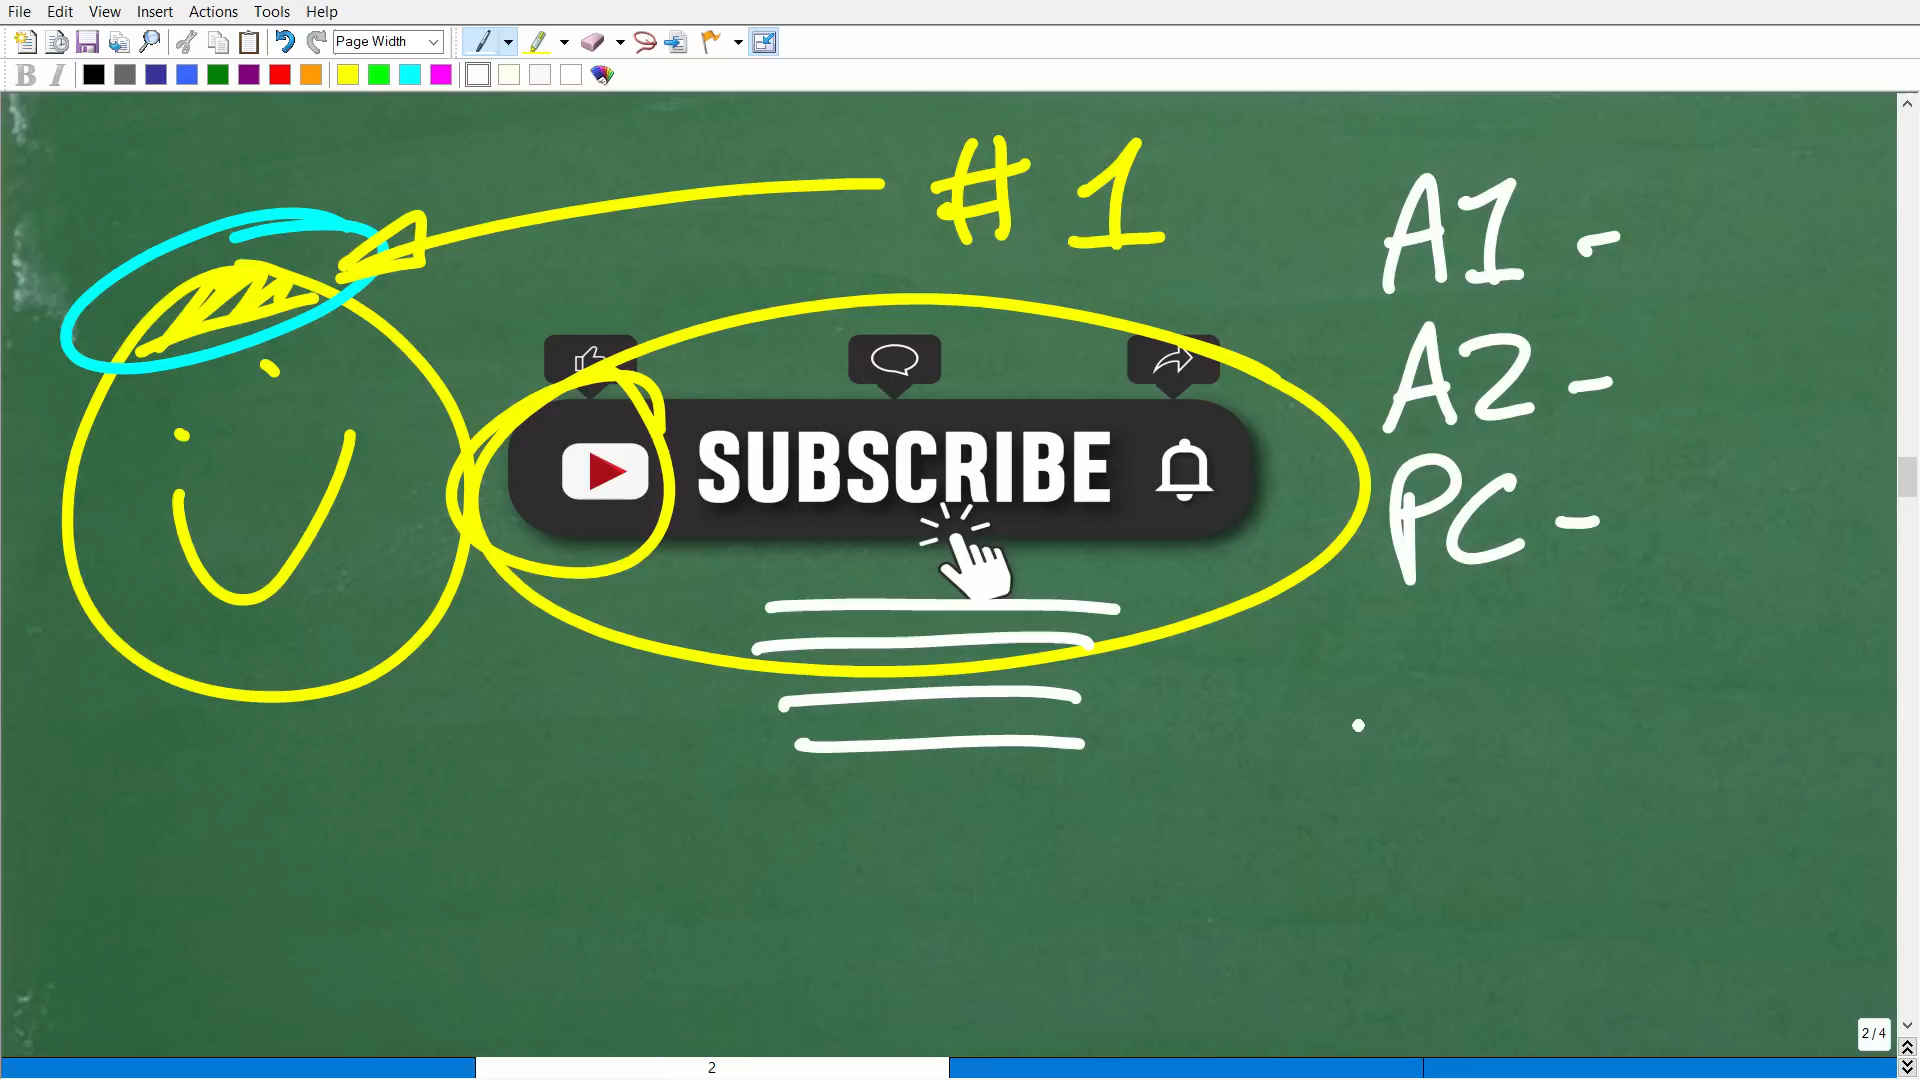 File Edit View Insert Actions Tools Help
Page Width
B I
# 1
A1 -
A2 -
PC -
SUBSCRIBE
2 / 4
2